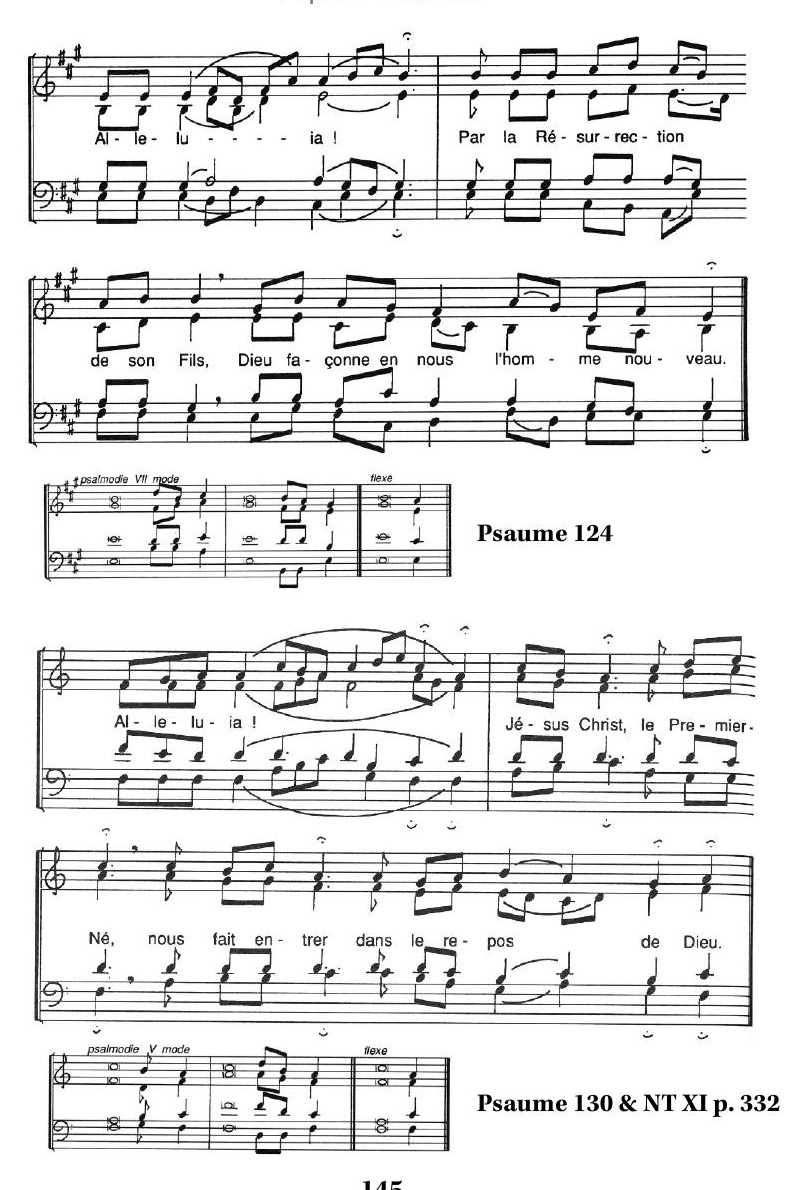 Al - le - lu - - - - ia ! Par la Ré - sur - rec - tion
de son Fils, Dieu fa - çonne en nous l'hom - me nou - veau.
psalmodie VII mode flexe
Psaume 124
Al - le - lu - ia ! Jé - sus Christ, le Pre - mier-
Né, nous fait en - trer dans le re - pos de Dieu.
psalmodie V mode flexe
Psaume 130 & NT XI p. 332
145